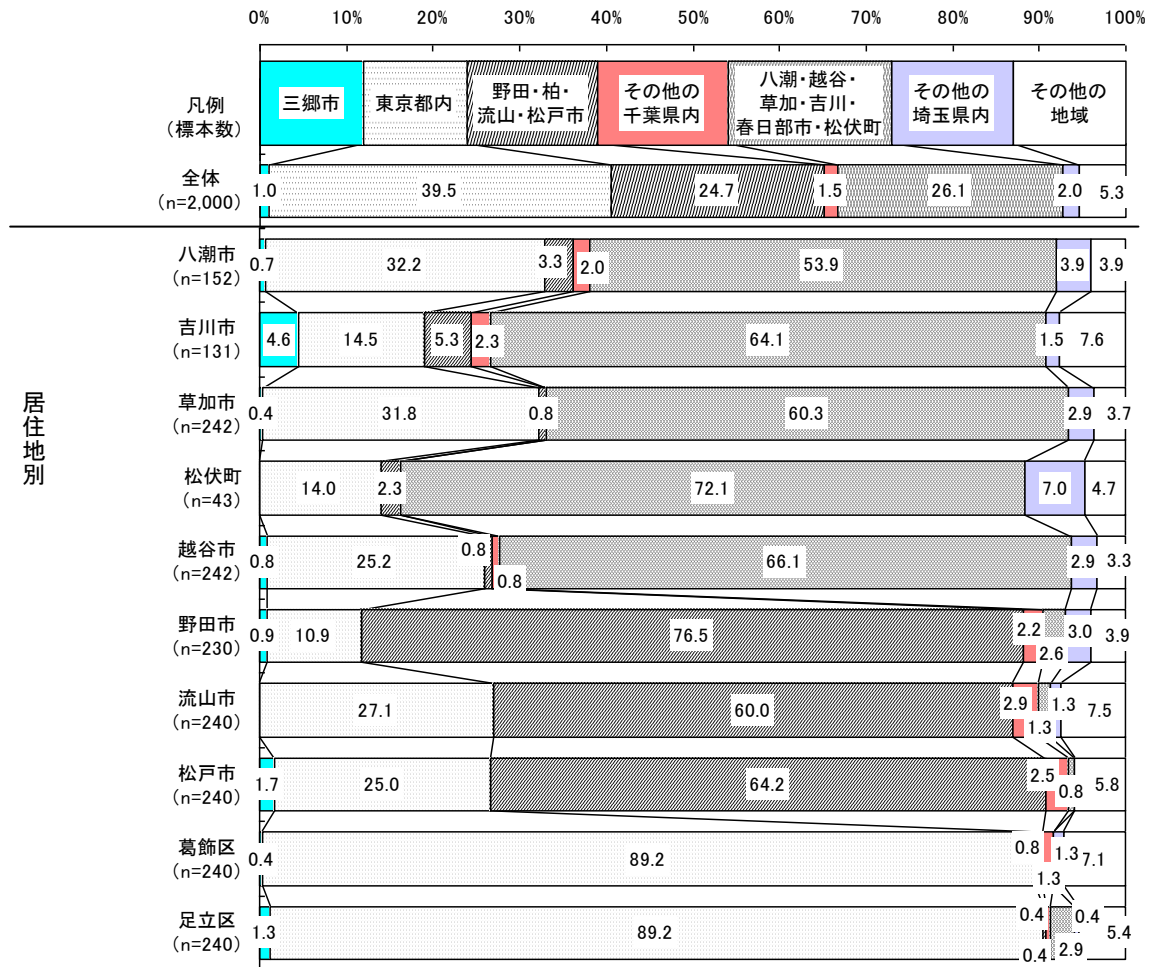 0% 10% 20% 30% 40% 50% 60% 70% 80% 90% 100%
凡例
(標本数)
三郷市
東京都内
野田・柏・
流山・松戸市
その他の
千葉県内
八潮・越谷・
草加・吉川・
春日部市・松伏町
その他の
埼玉県内
その他の
地域
全体
(n=2,000)
1.0 39.5 24.7 1.5 26.1 2.0 5.3
居住地別
八潮市
(n=152)
0.7 32.2 3.3 2.0 53.9 3.9 3.9
吉川市
(n=131)
4.6 14.5 5.3 2.3 64.1 1.5 7.6
草加市
(n=242)
0.4 31.8 0.8 60.3 2.9 3.7
松伏町
(n=43)
14.0 2.3 72.1 7.0 4.7
越谷市
(n=242)
0.8 25.2 0.8 0.8 66.1 2.9 3.3
野田市
(n=230)
0.9 10.9 76.5 2.2 2.6 3.0 3.9
流山市
(n=240)
27.1 60.0 2.9 1.3 1.3 7.5
松戸市
(n=240)
1.7 25.0 64.2 2.5 0.8 5.8
葛飾区
(n=240)
0.4 89.2 0.8 1.3 1.3 7.1
足立区
(n=240)
1.3 89.2 0.4 0.4 2.9 0.4 5.4